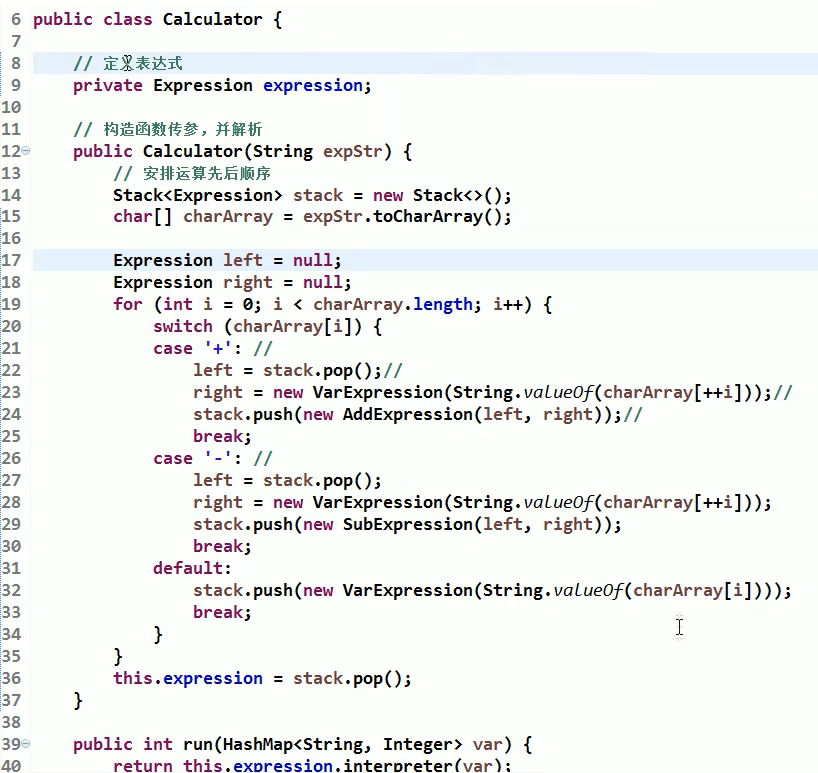 6 public class Calculator {
7
8 // 定义表达式
9 private Expression expression;
10
11 // 构造函数传参，并解析
12 public Calculator(String expStr) {
13 // 安排运算先后顺序
14 Stack<Expression> stack = new Stack<>();
15 char[] charArray = expStr.toCharArray();
16
17 Expression left = null;
18 Expression right = null;
19 for (int i = 0; i < charArray.length; i++) {
20 switch (charArray[i]) {
21 case '+': //
22 left = stack.pop();//
23 right = new VarExpression(String.valueOf(charArray[++i]));//
24 stack.push(new AddExpression(left, right));//
25 break;
26 case '-': //
27 left = stack.pop();
28 right = new VarExpression(String.valueOf(charArray[++i]));
29 stack.push(new SubExpression(left, right));
30 break;
31 default:
32 stack.push(new VarExpression(String.valueOf(charArray[i])));
33 break;
34 }
35 }
36 this.expression = stack.pop();
37 }
38
39 public int run(HashMap<String, Integer> var) {
40 return this.expression.interpreter(var);